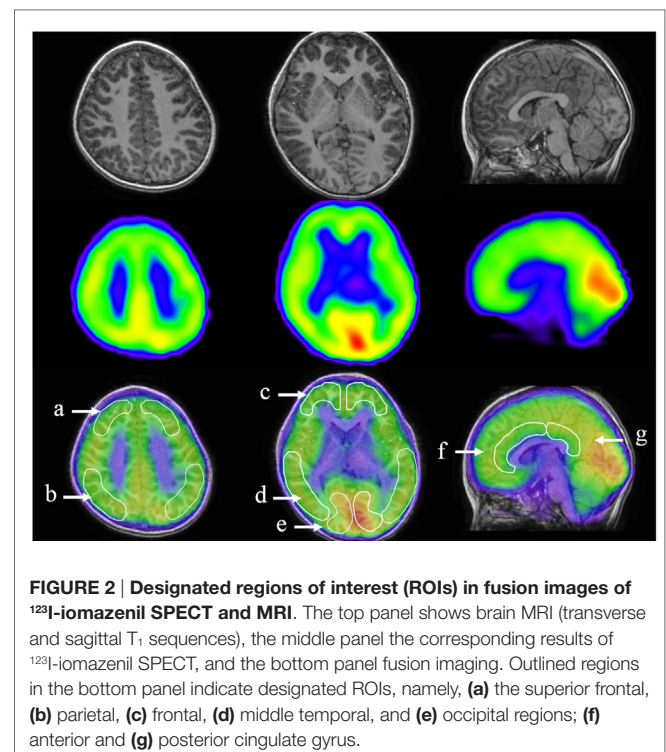 a
b
c
d
e
f
g
FIGURE 2 | Designated regions of interest (ROIs) in fusion images of
¹²³I-iomazenil SPECT and MRI. The top panel shows brain MRI (transverse
and sagittal T₁ sequences), the middle panel the corresponding results of
¹²³I-iomazenil SPECT, and the bottom panel fusion imaging. Outlined regions
in the bottom panel indicate designated ROIs, namely, (a) the superior frontal,
(b) parietal, (c) frontal, (d) middle temporal, and (e) occipital regions; (f)
anterior and (g) posterior cingulate gyrus.